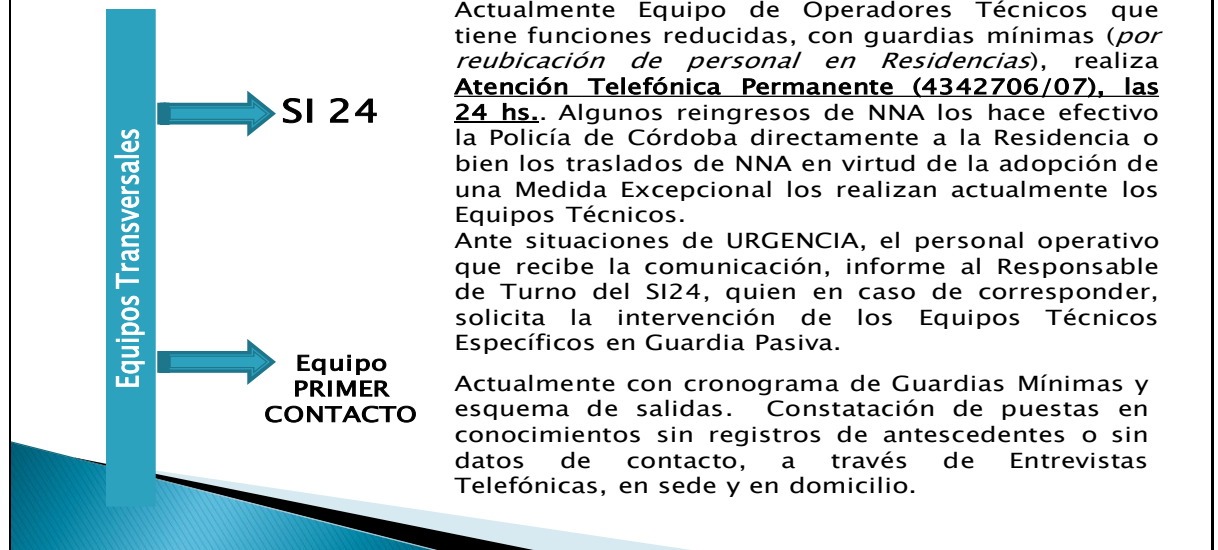 Equipos Transversales
SI 24
Actualmente Equipo de Operadores Técnicos que
tiene funciones reducidas, con guardias mínimas (por
reubicación de personal en Residencias), realiza
Atención Telefónica Permanente (4342706/07), las
24 hs.. Algunos reingresos de NNA los hace efectivo
la Policía de Córdoba directamente a la Residencia o
bien los traslados de NNA en virtud de la adopción de
una Medida Excepcional los realizan actualmente los
Equipos Técnicos.
Ante situaciones de URGENCIA, el personal operativo
que recibe la comunicación, informe al Responsable
de Turno del SI24, quien en caso de corresponder,
solicita la intervención de los Equipos Técnicos
Específicos en Guardia Pasiva.
Equipo
PRIMER
CONTACTO
Actualmente con cronograma de Guardias Mínimas y
esquema de salidas. Constatación de puestas en
conocimientos sin registros de antescedentes o sin
datos de contacto, a través de Entrevistas
Telefónicas, en sede y en domicilio.